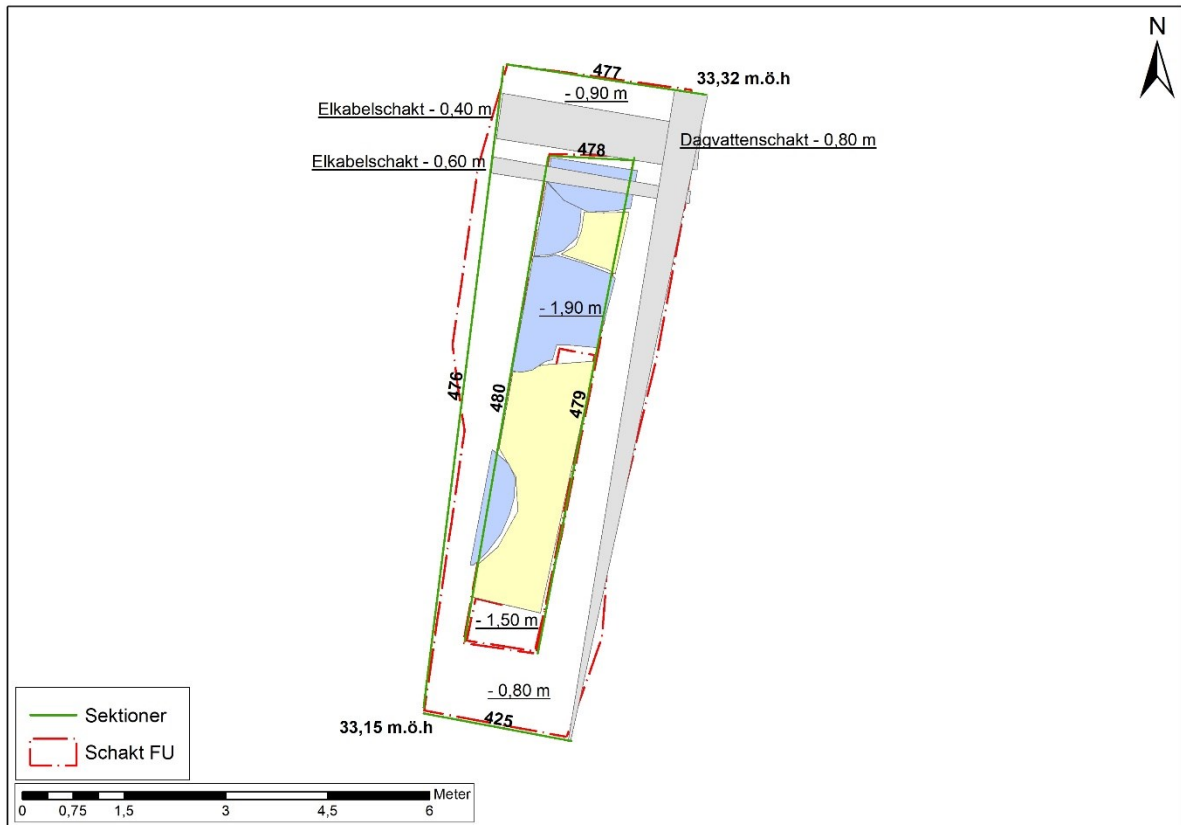 N
477
33,32 m.ö.h
- 0,90 m
Elkabelschakt - 0,40 m
Dagvattenschakt - 0,80 m
478
Elkabelschakt - 0,60 m
- 1,90 m
476
480
479
- 1,50 m
- 0,80 m
425
33,15 m.ö.h
Sektioner
Schakt FU
Meter
0 0,75 1,5 3 4,5 6